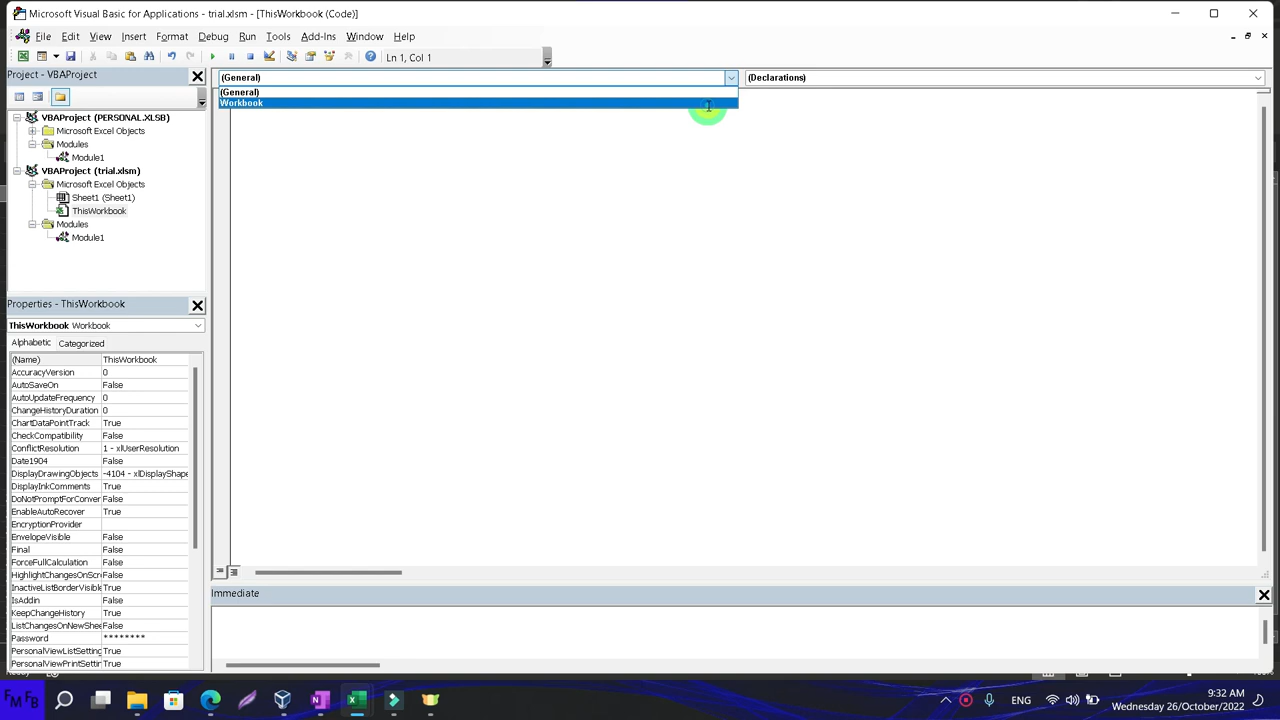 Microsoft Visual Basic for Applications - trial.xlsm - [ThisWorkbook (Code)]
File Edit View Insert Format Debug Run Tools Add-Ins Window Help
Ln 1, Col 1
Project - VBAProject
(General)
(Declarations)
(General)
Workbook
VBAProject (PERSONAL.XLSB)
Microsoft Excel Objects
Modules
Module1
VBAProject (trial.xlsm)
Microsoft Excel Objects
Sheet1 (Sheet1)
ThisWorkbook
Modules
Module1
Properties - ThisWorkbook
ThisWorkbook Workbook
Alphabetic Categorized
(Name) ThisWorkbook
AccuracyVersion 0
AutoSaveOn False
AutoUpdateFrequency 0
ChangeHistoryDuration 0
ChartDataPointTrack True
CheckCompatibility False
ConflictResolution 1 - xlUserResolution
Date1904 False
DisplayDrawingObjects -4104 - xlDisplayShape
DisplayInkComments True
DoNotPromptForConver False
EnableAutoRecover True
EncryptionProvider
EnvelopeVisible False
Final False
ForceFullCalculation False
HighlightChangesOnScre False
InactiveListBorderVisible True
IsAddin False
KeepChangeHistory True
ListChangesOnNewShee False
Password ********
PersonalViewListSetting True
PersonalViewPrintSettin True
Immediate
FM FB
ENG
9:32 AM
Wednesday 26/October/2022